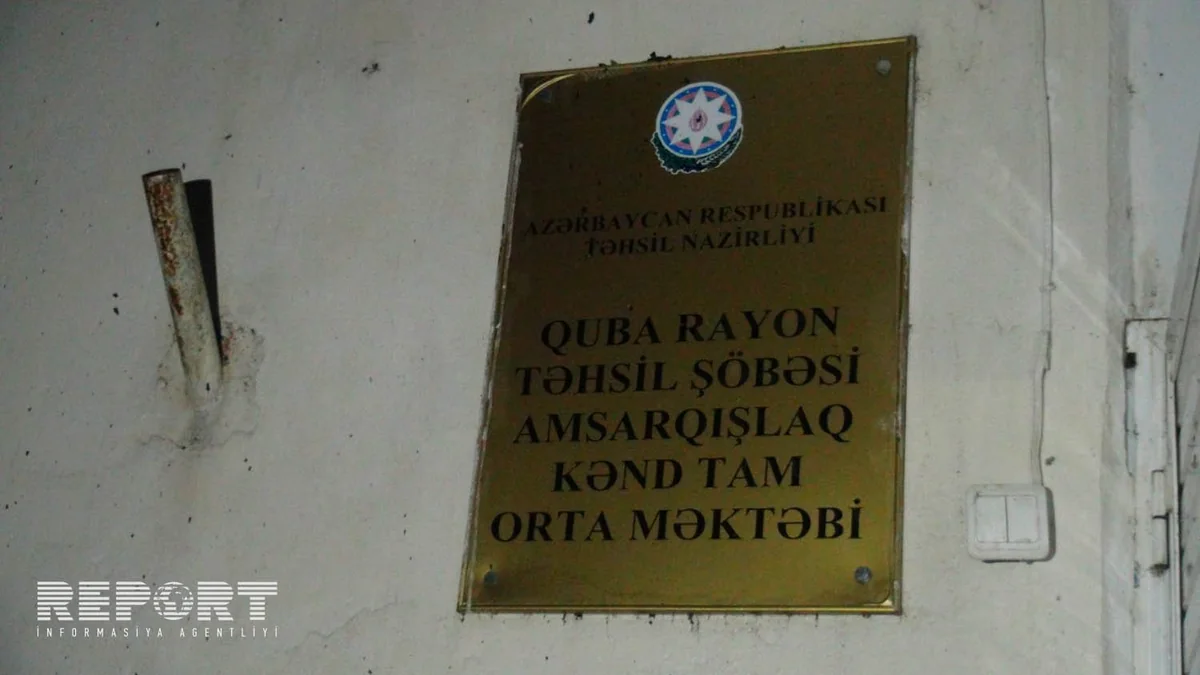 AZƏRBAYCAN RESPUBLİKASI
TƏHSİL NAZİRLİYİ
QUBA RAYON
TƏHSİL ŞÖBƏSİ
AMSARQIŞLAQ
KƏND TAM
ORTA MƏKTƏBİ
REPORT
İNFORMASİYA AGENTLİYİ